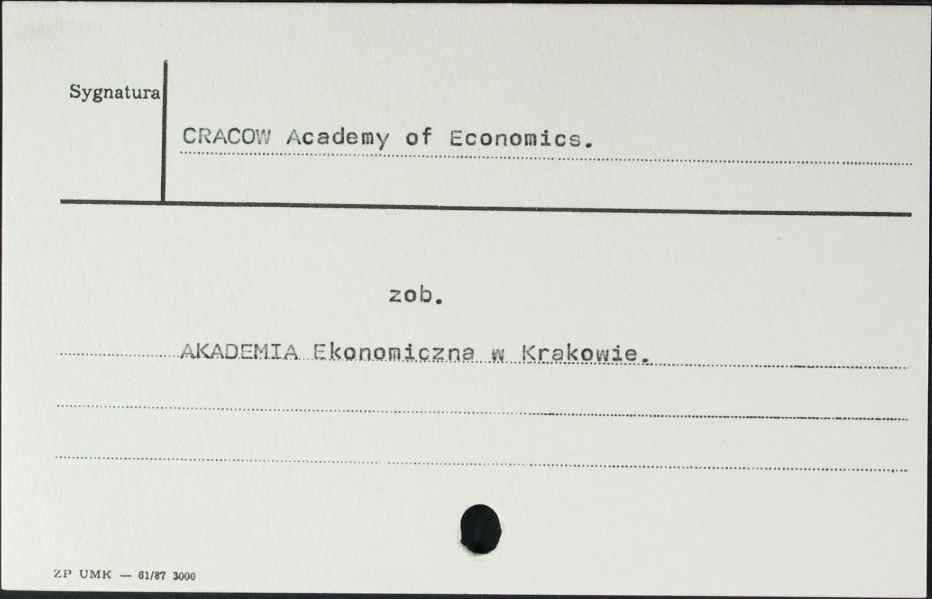 Sygnatura
CRACOW Academy of Economics.
zob.
AKADEMIA Ekonomiczna w Krakowie.
ZP UMK — 61/87 3000